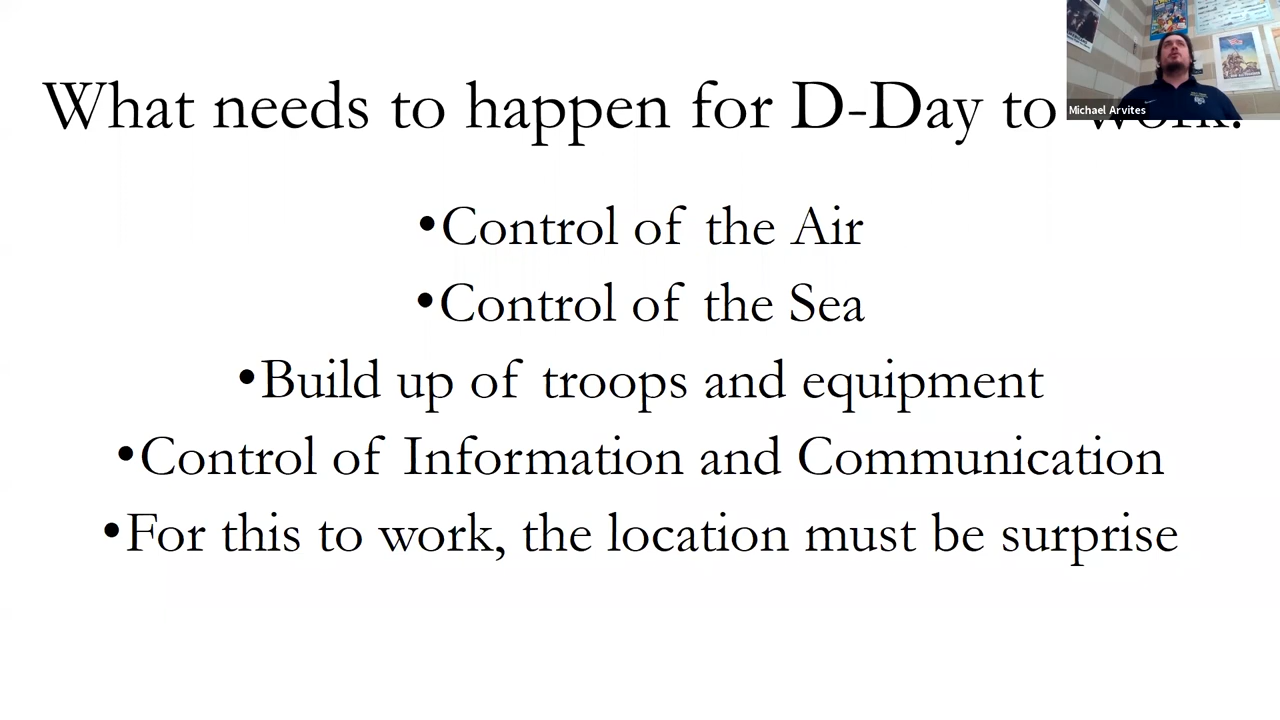 What needs to happen for D-Day to work?
•Control of the Air
•Control of the Sea
•Build up of troops and equipment
•Control of Information and Communication
•For this to work, the location must be surprise
Michael Arvites